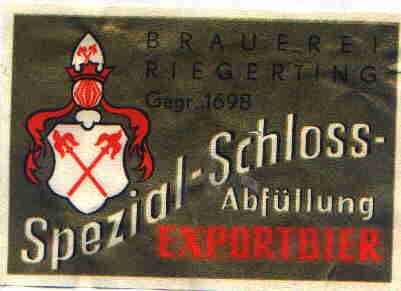 BRAUEREI
RIEGERTING
Gegr. 1698
Spezial-Schloss-
Abfüllung
EXPORTBIER